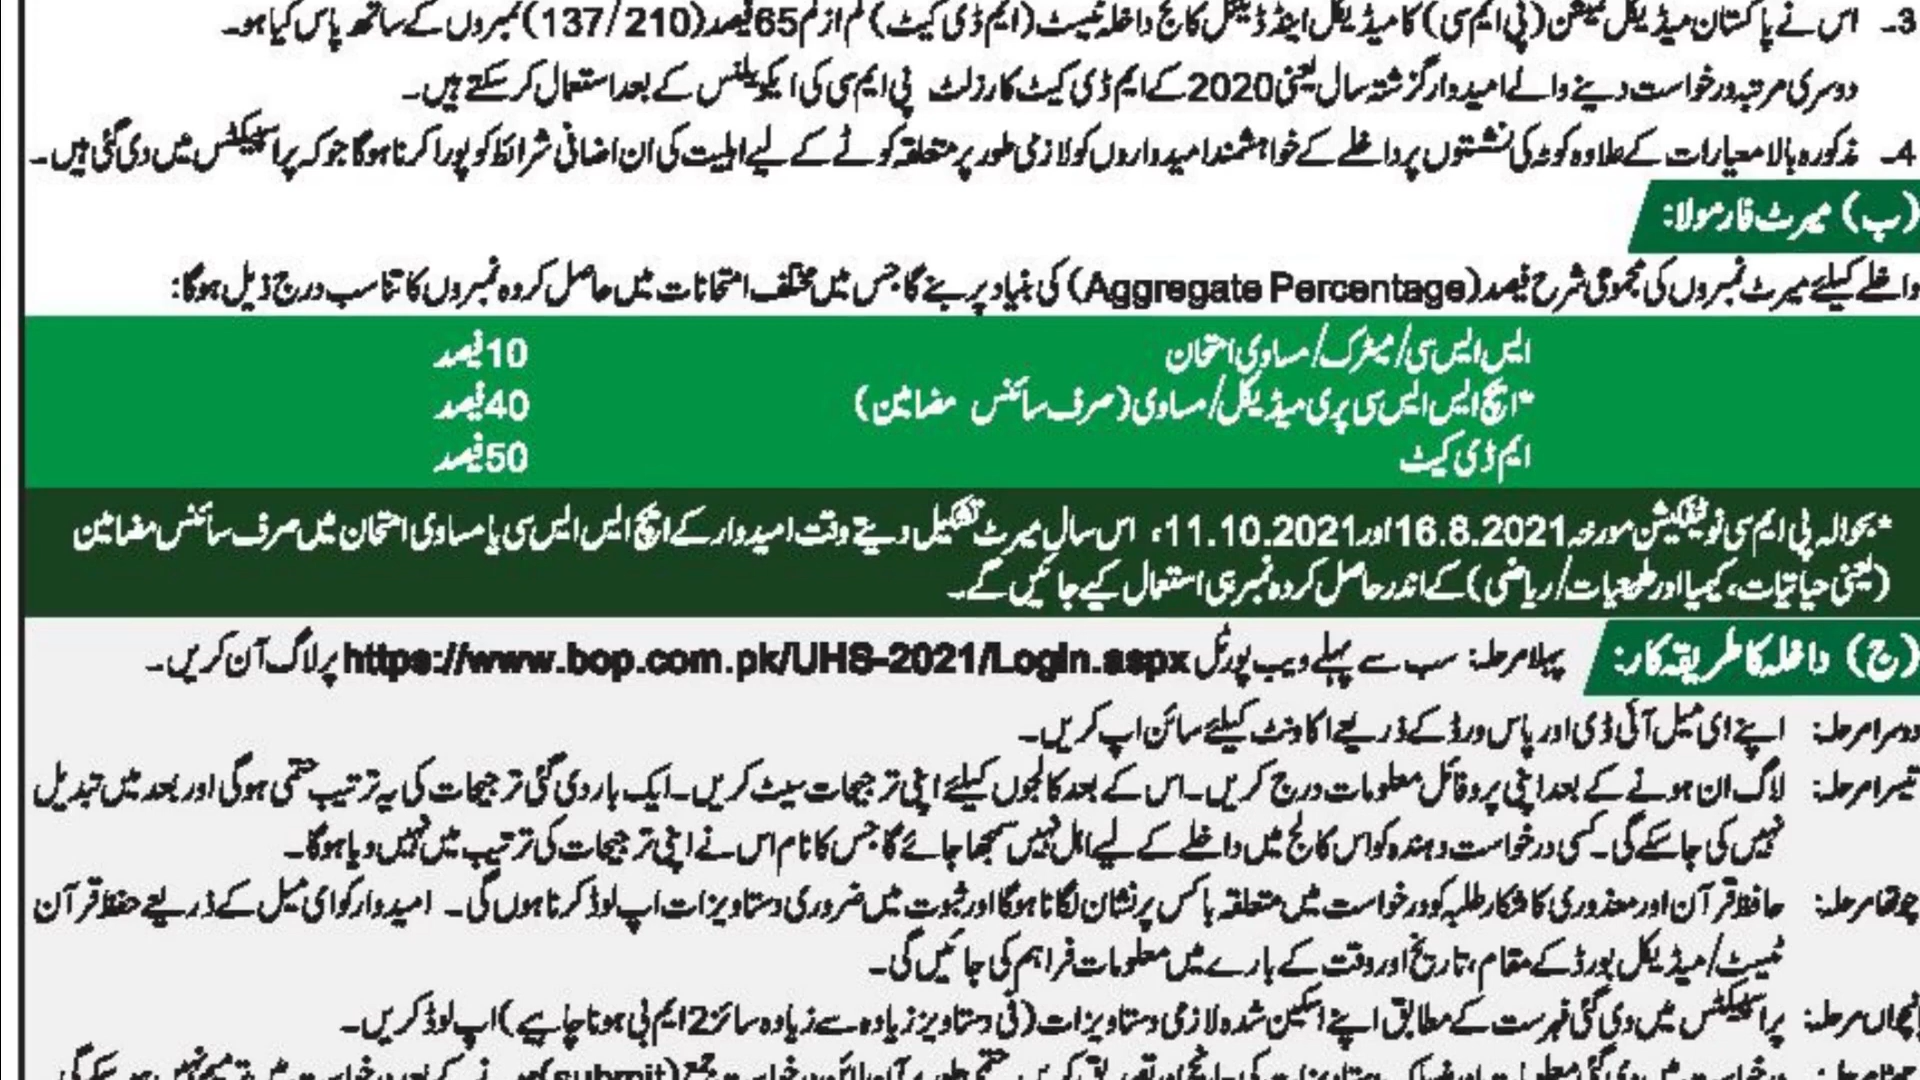 3۔ اس نے پاکستان میڈیکل کمیشن (پی ایم سی) کا میڈیکل اینڈ ڈینٹل کالج داخلہ ٹیسٹ (ایم ڈی کیٹ) کم از کم 65 فیصد (137/210) نمبروں کے ساتھ پاس کیا ہو۔
دوسری مرتبہ درخواست دینے والے امیدوار گزشتہ سال یعنی 2020 کے ایم ڈی کیٹ کا رزلٹ پی ایم سی کی ایکویلنس کے بعد استعمال کر سکتے ہیں۔
4۔ مذکورہ بالا معیارات کے علاوہ کوٹہ کی نشستوں پر داخلے کے خواہشمند امیدواروں کو لازمی طور پر متعلقہ کوٹے کے لیے اہلیت کی ان اضافی شرائط کو پورا کرنا ہوگا جو کہ پراسپیکٹس میں دی گئی ہیں۔
(ب) میرٹ فارمولا:
داخلے کیلئے میرٹ نمبروں کی مجموعی شرح فیصد (Aggregate Percentage) کی بنیاد پر بنے گا جس میں مختلف امتحانات میں حاصل کردہ نمبروں کا تناسب درج ذیل ہوگا:
ایس ایس سی/میٹرک/مساوی امتحان 10 فیصد
*ایچ ایس ایس سی پری میڈیکل/مساوی (صرف سائنس مضامین) 40 فیصد
ایم ڈی کیٹ 50 فیصد
*بحوالہ پی ایم سی نوٹیفکیشن مورخہ 16.8.2021 اور 11.10.2021، اس سال میرٹ تشکیل دیتے وقت امیدوار کے ایچ ایس ایس سی یا مساوی امتحان میں صرف سائنس مضامین
(یعنی حیاتیات، کیمیا اور طبیعیات/ریاضی) کے اندر حاصل کردہ نمبر ہی استعمال کیے جائیں گے۔
(ج) داخلہ کا طریقہ کار: پہلا مرحلہ: سب سے پہلے ویب پورٹل https://www.bop.com.pk/UHS-2021/Login.aspx پر لاگ آن کریں۔
دوسرا مرحلہ: اپنے ای میل آئی ڈی اور پاس ورڈ کے ذریعے اکاونٹ کیلئے سائن اپ کریں۔
تیسرا مرحلہ: لاگ ان ہونے کے بعد اپنی پروفائل معلومات درج کریں۔ اس کے بعد کالجوں کیلئے اپنی ترجیحات سیٹ کریں۔ ایک بار دی گئی ترجیحات کی یہ ترتیب حتمی ہوگی اور بعد میں تبدیل
نہیں کی جا سکے گی۔ کسی درخواست دہندہ کو اس کالج میں داخلے کے لیے اہل نہیں سمجھا جائے گا جس کا نام اس نے اپنی ترجیحات کی ترتیب میں نہیں دیا ہوگا۔
چوتھا مرحلہ: حافظ قرآن اور معذوری کا شکار طلبہ کو درخواست میں متعلقہ باکس پر نشان لگانا ہوگا اور ثبوت میں ضروری دستاویزات اپ لوڈ کرنا ہوں گی۔ امیدوار کو ای میل کے ذریعے حفظ قرآن
ٹیسٹ/میڈیکل بورڈ کے مقام، تاریخ اور وقت کے بارے میں معلومات فراہم کی جائیں گی۔
پانچواں مرحلہ: پراسپیکٹس میں دی گئی فہرست کے مطابق اپنے اسکین شدہ لازمی دستاویزات (فی دستاویز زیادہ سے زیادہ سائز 2 ایم بی ہونا چاہیے) اپ لوڈ کریں۔